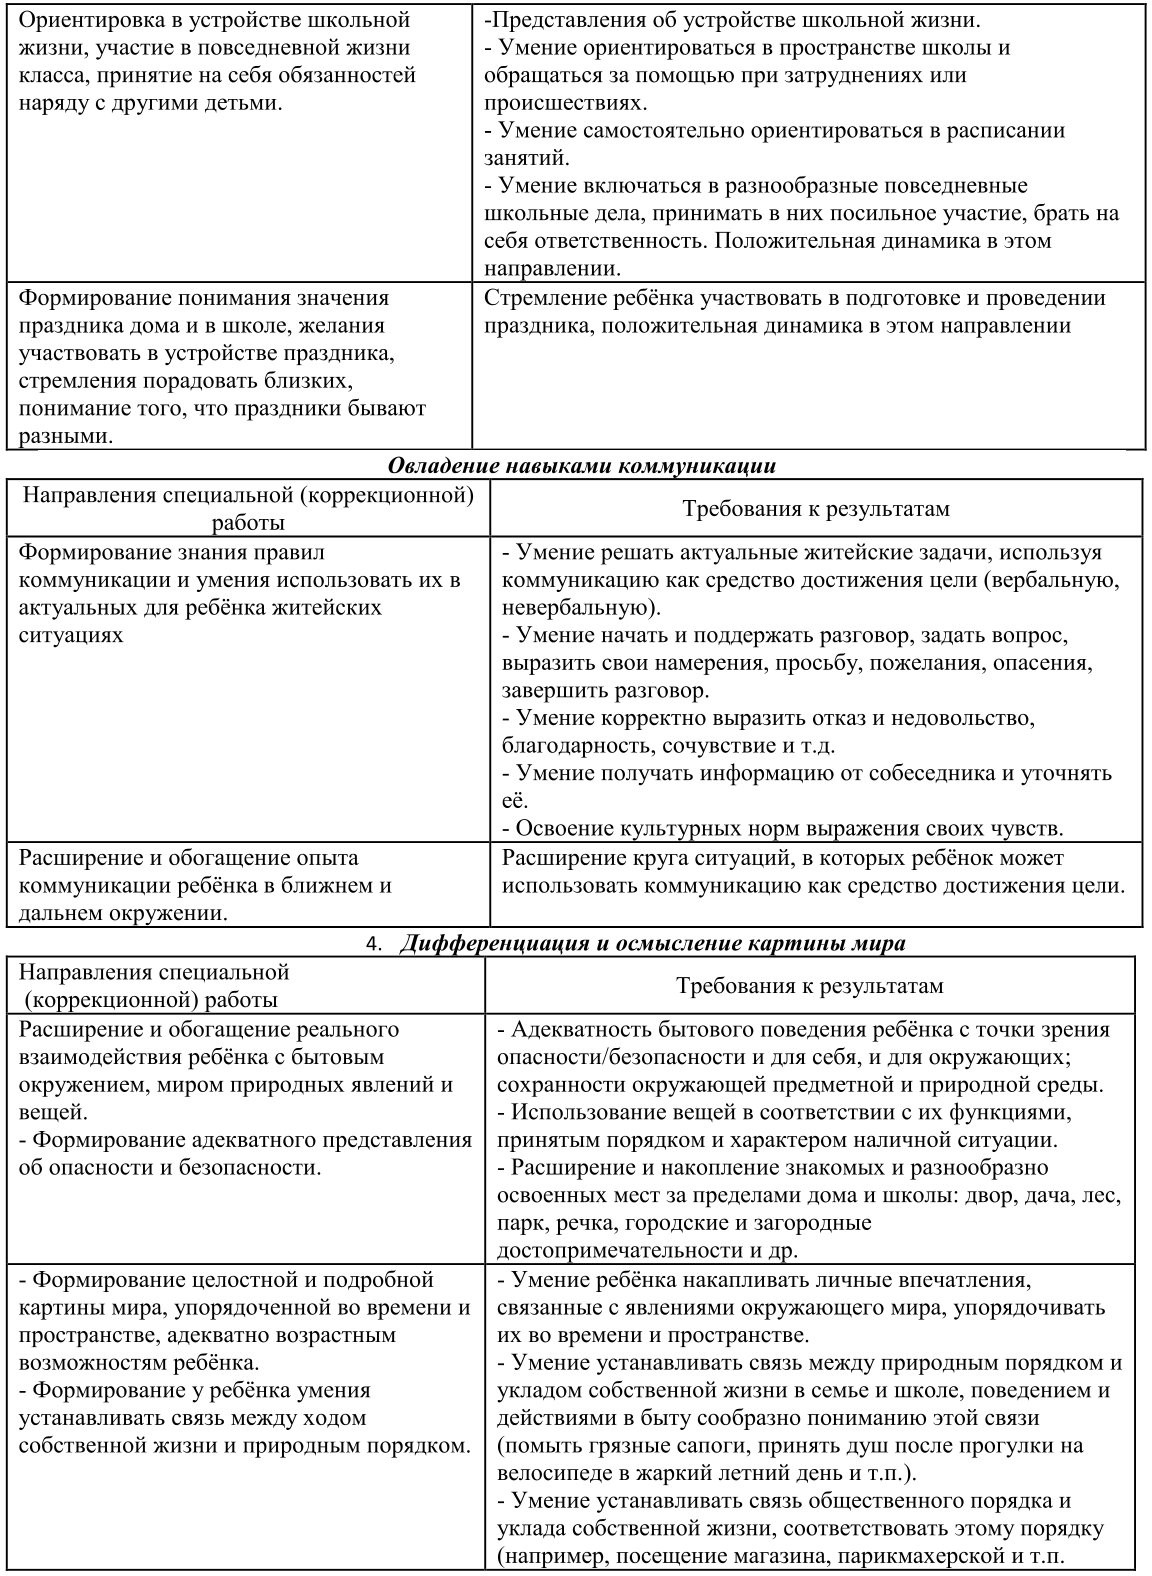 Ориентировка в устройстве школьной
жизни, участие в повседневной жизни
класса, принятие на себя обязанностей
наряду с другими детьми.
-Представления об устройстве школьной жизни.
- Умение ориентироваться в пространстве школы и
обращаться за помощью при затруднениях или
происшествиях.
- Умение самостоятельно ориентироваться в расписании
занятий.
- Умение включаться в разнообразные повседневные
школьные дела, принимать в них посильное участие, брать на
себя ответственность. Положительная динамика в этом
направлении.
Формирование понимания значения
праздника дома и в школе, желания
участвовать в устройстве праздника,
стремления порадовать близких,
понимание того, что праздники бывают
разными.
Стремление ребёнка участвовать в подготовке и проведении
праздника, положительная динамика в этом направлении
Овладение навыками коммуникации
Направления специальной (коррекционной)
работы
Требования к результатам
Формирование знания правил
коммуникации и умения использовать их в
актуальных для ребёнка житейских
ситуациях
- Умение решать актуальные житейские задачи, используя
коммуникацию как средство достижения цели (вербальную,
невербальную).
- Умение начать и поддержать разговор, задать вопрос,
выразить свои намерения, просьбу, пожелания, опасения,
завершить разговор.
- Умение корректно выразить отказ и недовольство,
благодарность, сочувствие и т.д.
- Умение получать информацию от собеседника и уточнять
её.
- Освоение культурных норм выражения своих чувств.
Расширение и обогащение опыта
коммуникации ребёнка в ближнем и
дальнем окружении.
Расширение круга ситуаций, в которых ребёнок может
использовать коммуникацию как средство достижения цели.
4. Дифференциация и осмысление картины мира
Направления специальной
(коррекционной) работы
Требования к результатам
Расширение и обогащение реального
взаимодействия ребёнка с бытовым
окружением, миром природных явлений и
вещей.
- Формирование адекватного представления
об опасности и безопасности.
- Адекватность бытового поведения ребёнка с точки зрения
опасности/безопасности и для себя, и для окружающих;
сохранности окружающей предметной и природной среды.
- Использование вещей в соответствии с их функциями,
принятым порядком и характером наличной ситуации.
- Расширение и накопление знакомых и разнообразно
освоенных мест за пределами дома и школы: двор, дача, лес,
парк, речка, городские и загородные
достопримечательности и др.
- Формирование целостной и подробной
картины мира, упорядоченной во времени и
пространстве, адекватно возрастным
возможностям ребёнка.
- Формирование у ребёнка умения
устанавливать связь между ходом
собственной жизни и природным порядком.
- Умение ребёнка накапливать личные впечатления,
связанные с явлениями окружающего мира, упорядочивать
их во времени и пространстве.
- Умение устанавливать связь между природным порядком и
укладом собственной жизни в семье и школе, поведением и
действиями в быту сообразно пониманию этой связи
(помыть грязные сапоги, принять душ после прогулки на
велосипеде в жаркий летний день и т.п.).
- Умение устанавливать связь общественного порядка и
уклада собственной жизни, соответствовать этому порядку
(например, посещение магазина, парикмахерской и т.п.